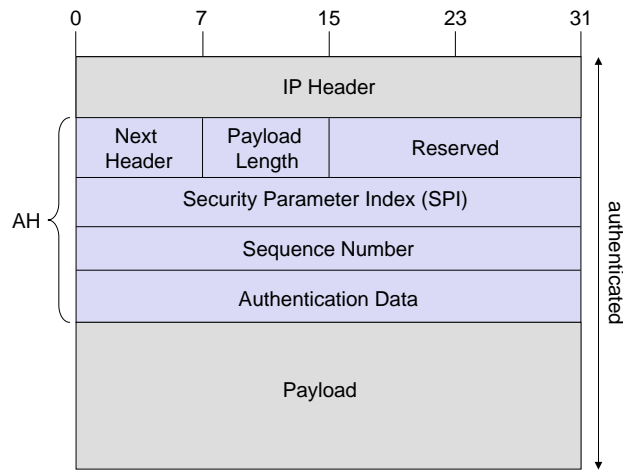 0 7 15 23 31
IP Header
Next
Header
Payload
Length
Reserved
Security Parameter Index (SPI)
AH
Sequence Number
Authentication Data
authenticated
Payload